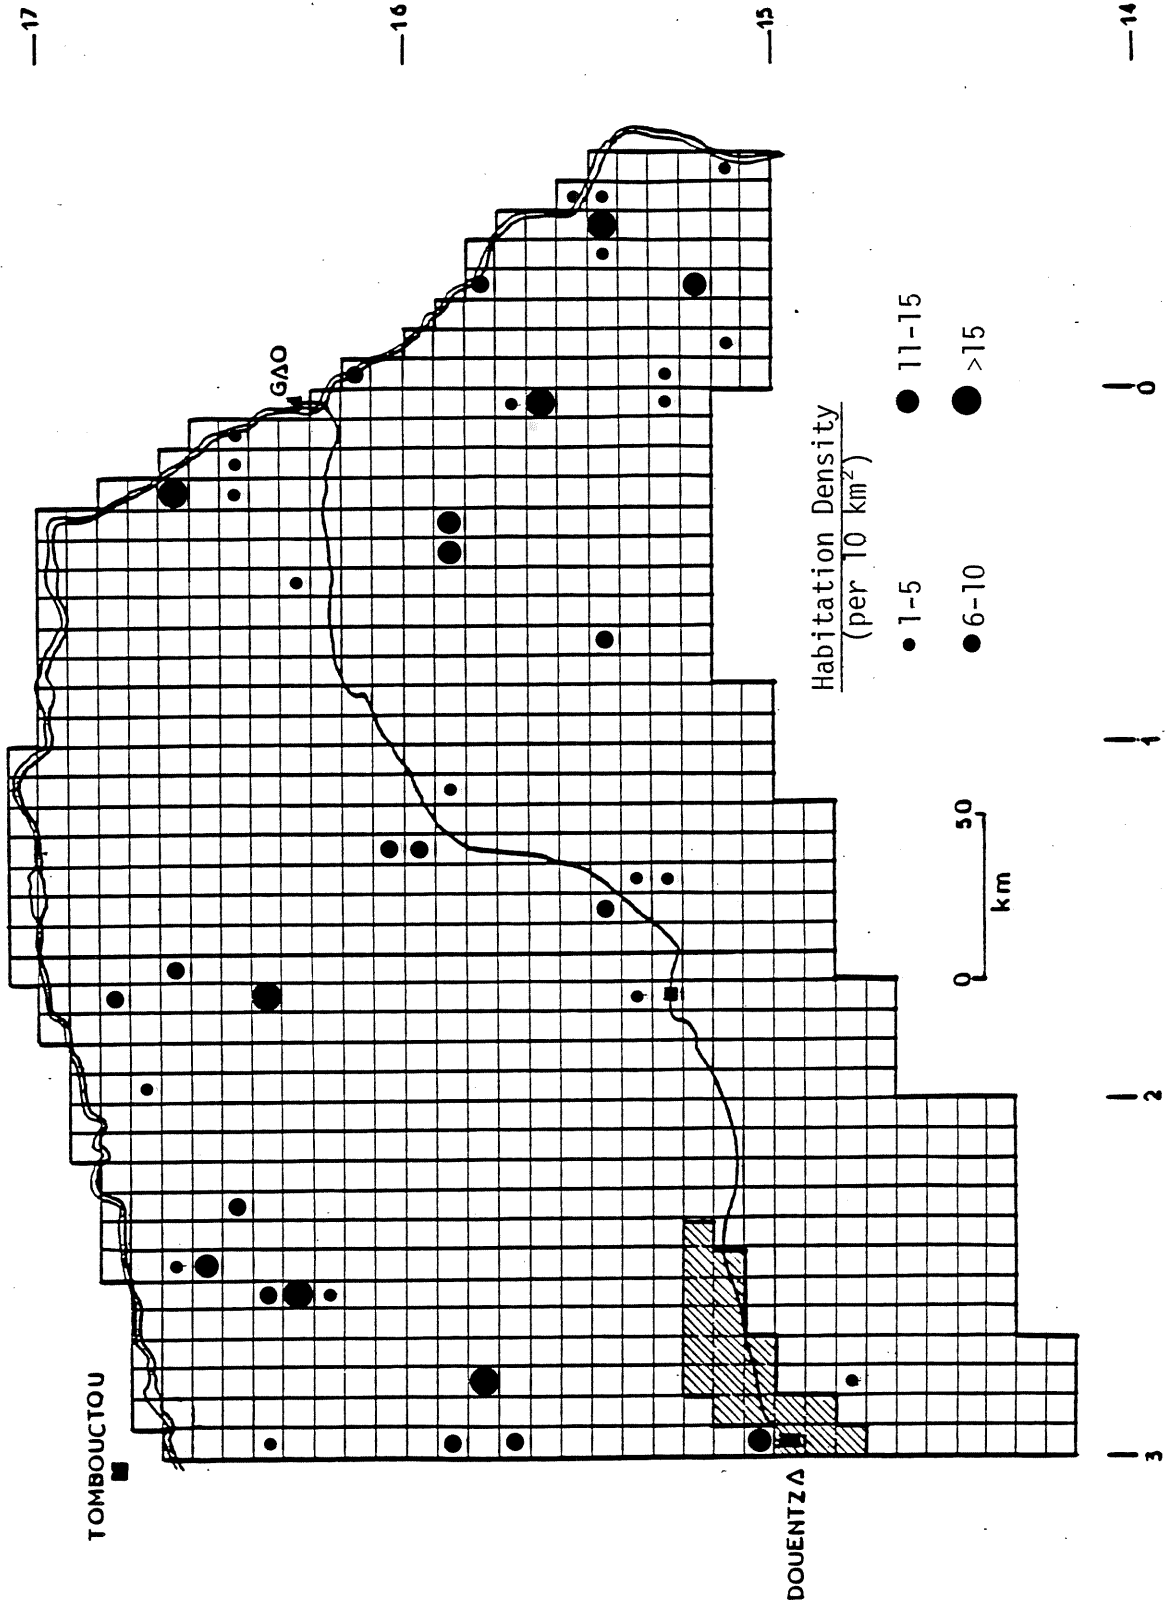 —17
—16
—15
—14
GAO
TOMBOUCTOU
DOUENTZA
Habitation Density
(per 10 km²)
1-5
11-15
6-10
>15
0
50
km
3
2
1
0